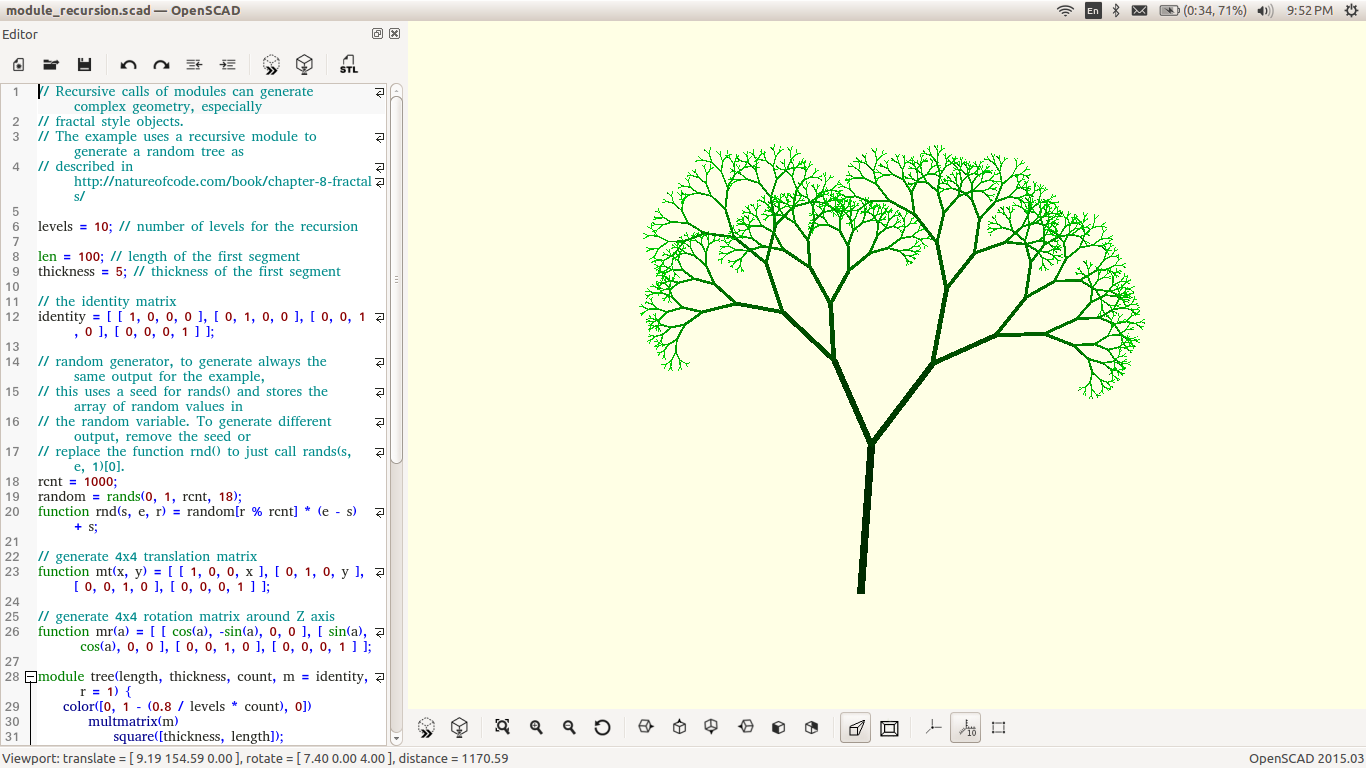 module_recursion.scad — OpenSCAD
En
(0:34, 71%)
9:52 PM
Editor
STL
1 // Recursive calls of modules can generate
complex geometry, especially
2 // fractal style objects.
3 // The example uses a recursive module to
generate a random tree as
4 // described in
http://natureofcode.com/book/chapter-8-fractal
s/
5
6 levels = 10; // number of levels for the recursion
7
8 len = 100; // length of the first segment
9 thickness = 5; // thickness of the first segment
10
11 // the identity matrix
12 identity = [ [ 1, 0, 0, 0 ], [ 0, 1, 0, 0 ], [ 0, 0, 1
, 0 ], [ 0, 0, 0, 1 ] ];
13
14 // random generator, to generate always the
same output for the example,
15 // this uses a seed for rands() and stores the
array of random values in
16 // the random variable. To generate different
output, remove the seed or
17 // replace the function rnd() to just call rands(s,
e, 1)[0].
18 rcnt = 1000;
19 random = rands(0, 1, rcnt, 18);
20 function rnd(s, e, r) = random[r % rcnt] * (e - s)
+ s;
21
22 // generate 4x4 translation matrix
23 function mt(x, y) = [ [ 1, 0, 0, x ], [ 0, 1, 0, y ],
[ 0, 0, 1, 0 ], [ 0, 0, 0, 1 ] ];
24
25 // generate 4x4 rotation matrix around Z axis
26 function mr(a) = [ [ cos(a), -sin(a), 0, 0 ], [ sin(a),
cos(a), 0, 0 ], [ 0, 0, 1, 0 ], [ 0, 0, 0, 1 ] ];
27
28 module tree(length, thickness, count, m = identity,
r = 1) {
29 color([0, 1 - (0.8 / levels * count), 0])
30 multmatrix(m)
31 square([thickness, length]);
10
Viewport: translate = [ 9.19 154.59 0.00 ], rotate = [ 7.40 0.00 4.00 ], distance = 1170.59
OpenSCAD 2015.03